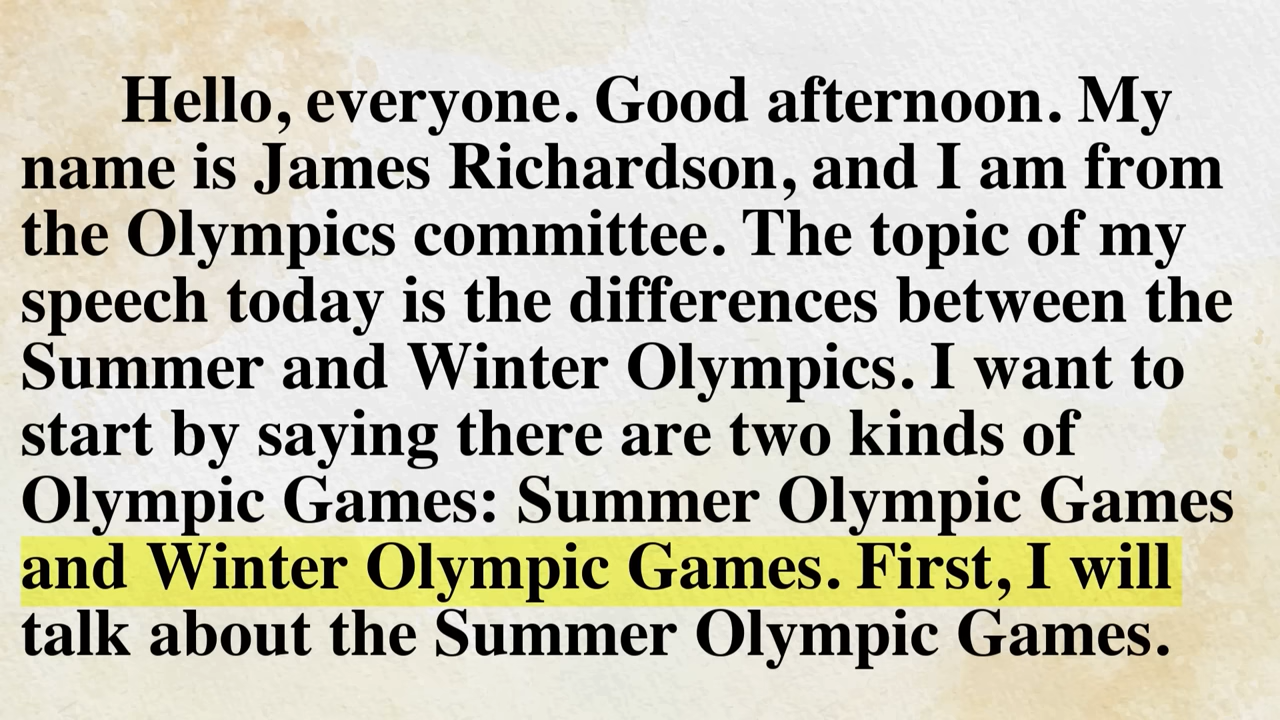 Hello, everyone. Good afternoon. My
name is James Richardson, and I am from
the Olympics committee. The topic of my
speech today is the differences between the
Summer and Winter Olympics. I want to
start by saying there are two kinds of
Olympic Games: Summer Olympic Games
and Winter Olympic Games. First, I will
talk about the Summer Olympic Games.